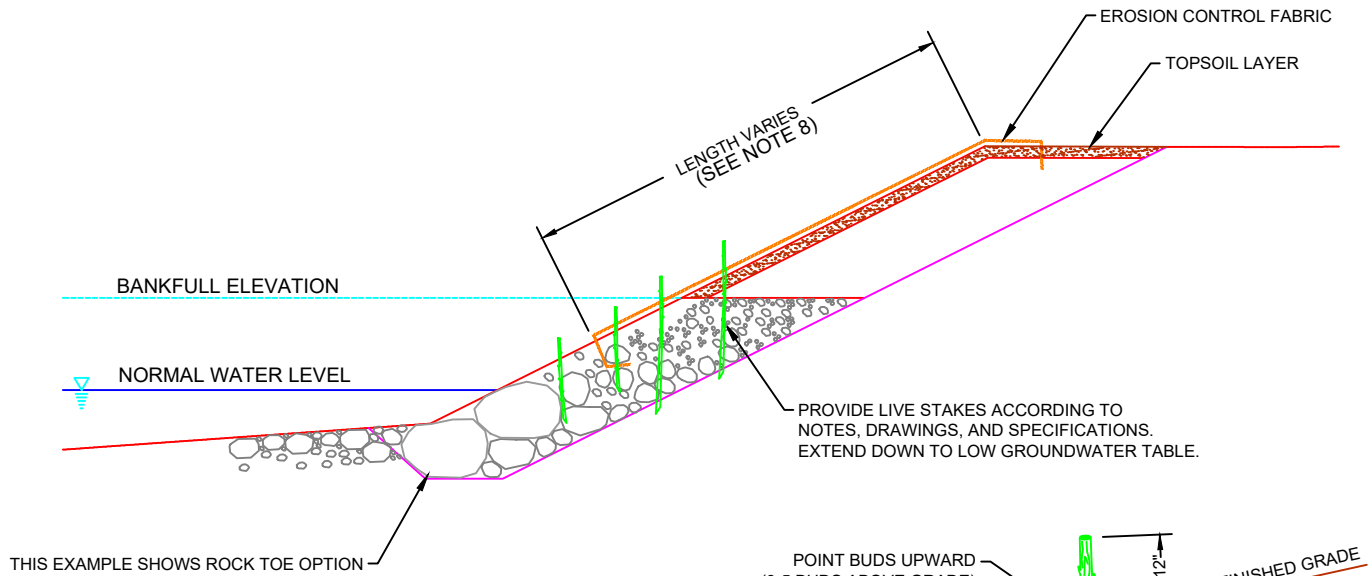 EROSION CONTROL FABRIC
TOPSOIL LAYER
LENGTH VARIES
(SEE NOTE 8)
BANKFULL ELEVATION
NORMAL WATER LEVEL
PROVIDE LIVE STAKES ACCORDING TO
NOTES, DRAWINGS, AND SPECIFICATIONS.
EXTEND DOWN TO LOW GROUNDWATER TABLE.
THIS EXAMPLE SHOWS ROCK TOE OPTION
POINT BUDS UPWARD
12"
GRADE